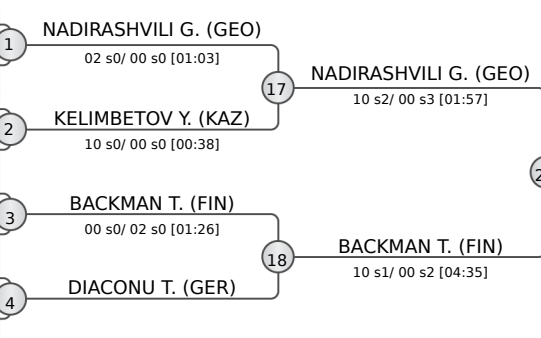 NADIRASHVILI G. (GEO)
1
02 s0/ 00 s0 [01:03]
NADIRASHVILI G. (GEO)
17
10 s2/ 00 s3 [01:57]
KELIMBETOV Y. (KAZ)
2
10 s0/ 00 s0 [00:38]
BACKMAN T. (FIN)
3
00 s0/ 02 s0 [01:26]
BACKMAN T. (FIN)
18
10 s1/ 00 s2 [04:35]
DIACONU T. (GER)
4